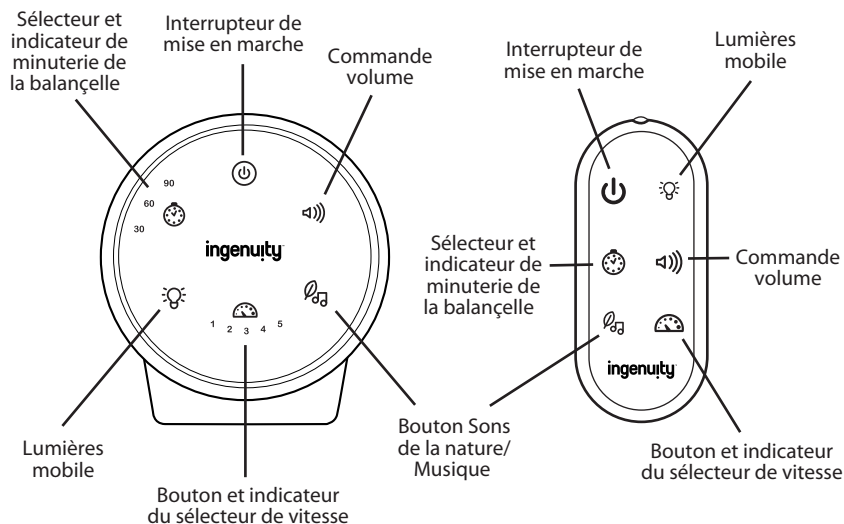 Sélecteur et
indicateur de
minuterie de
la balançelle
Interrupteur de
mise en marche
Commande
volume
90
60
30
ingenuity
1 2 3 4 5
Lumières
mobile
Bouton et indicateur
du sélecteur de vitesse
Bouton Sons
de la nature/
Musique
Interrupteur de
mise en marche
Lumières
mobile
Sélecteur et
indicateur de
minuterie de
la balançelle
Commande
volume
ingenuity
Bouton et indicateur
du sélecteur de vitesse